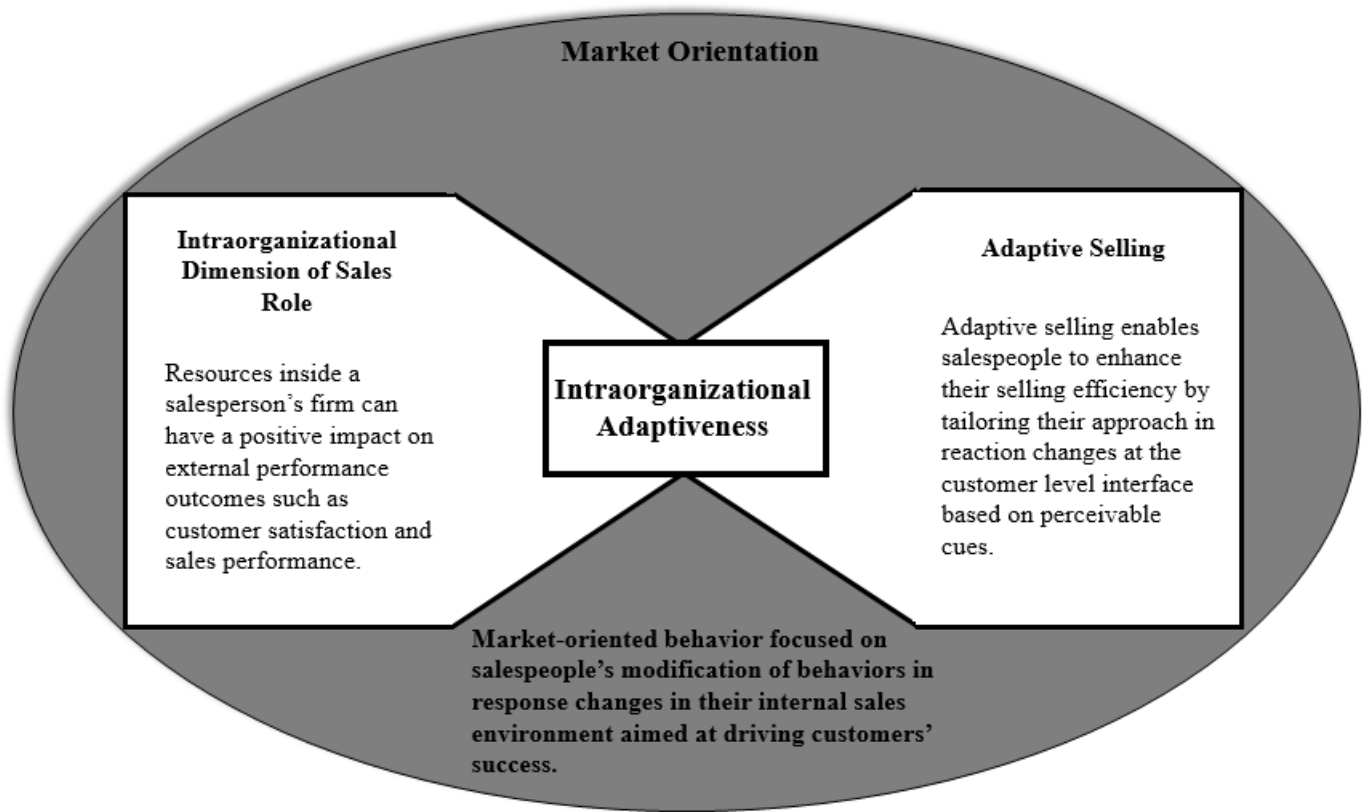 Market Orientation
Intraorganizational
Dimension of Sales
Role
Resources inside a
salesperson’s firm can
have a positive impact on
external performance
outcomes such as
customer satisfaction and
sales performance.
Intraorganizational
Adaptiveness
Adaptive Selling
Adaptive selling enables
salespeople to enhance
their selling efficiency by
tailoring their approach in
reaction changes at the
customer level interface
based on perceivable
cues.
Market-oriented behavior focused on
salespeople’s modification of behaviors in
response changes in their internal sales
environment aimed at driving customers’
success.